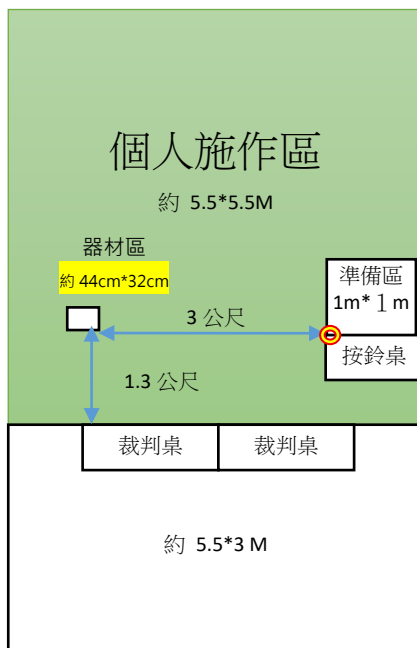 個人施作區
約 5.5*5.5M
器材區
約 44cm*32cm
準備區
1m*１m
3 公尺
按鈴桌
1.3 公尺
裁判桌
裁判桌
約 5.5*3 M